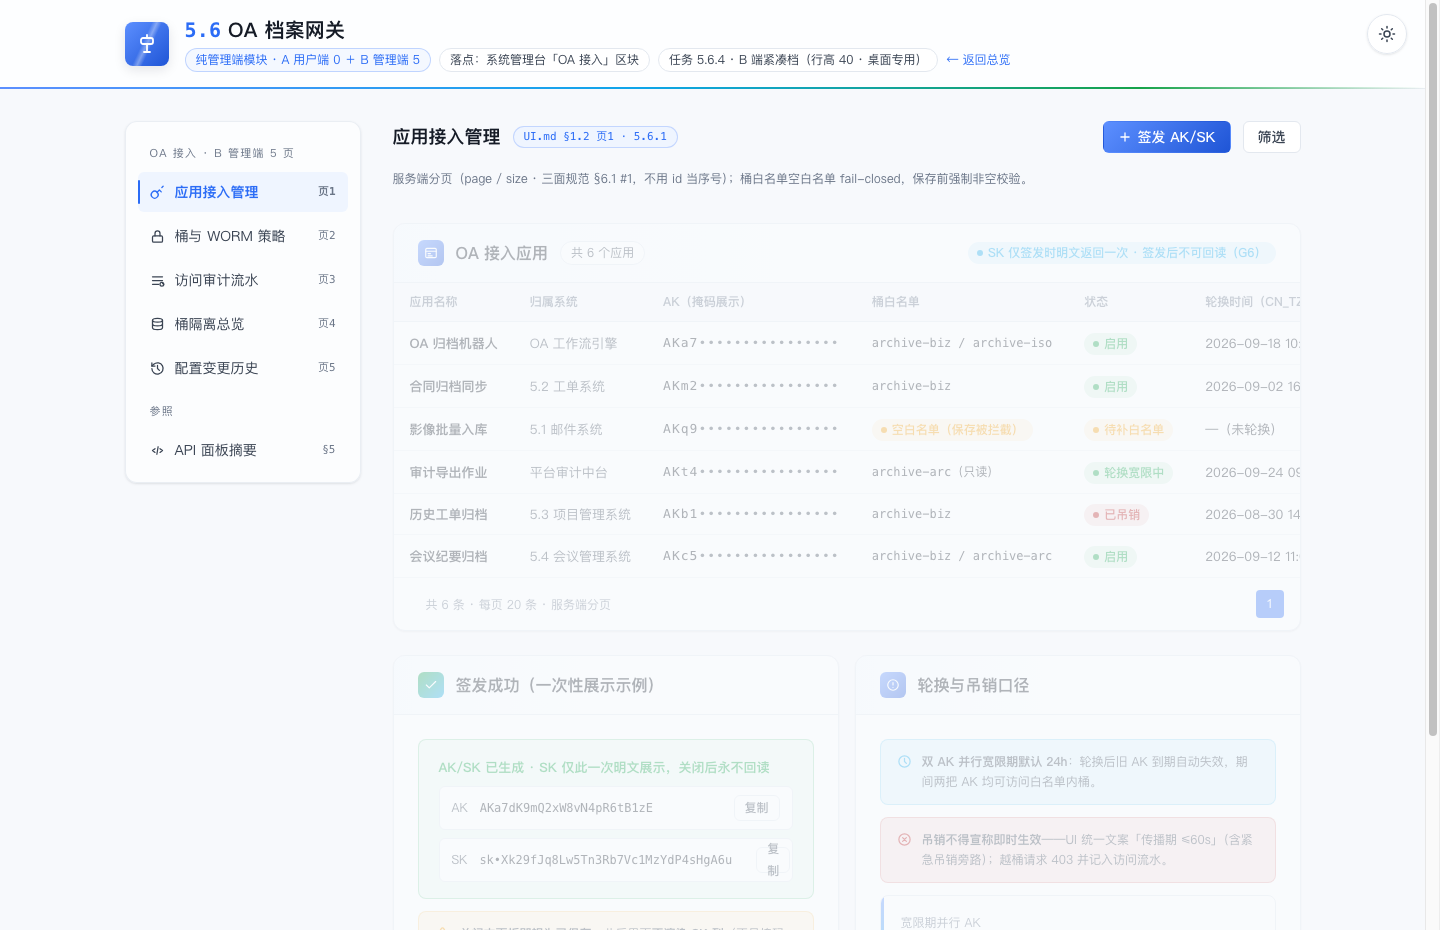 5.6 OA 档案网关
纯管理端模块 · A 用户端 0 + B 管理端 5
落点：系统管理台「OA 接入」区块
任务 5.6.4 · B 端紧凑档（行高 40 · 桌面专用）
← 返回总览
OA 接入 · B 管理端 5 页
应用接入管理 页1
桶与 WORM 策略 页2
访问审计流水 页3
桶隔离总览 页4
配置变更历史 页5
参照
API 面板摘要 §5
应用接入管理
UI.md §1.2 页1 · 5.6.1
+ 签发 AK/SK
筛选
服务端分页（page / size · 三面规范 §6.1 #1，不用 id 当序号）；桶白名单空白名单 fail-closed，保存前强制非空校验。
OA 接入应用
共 6 个应用
SK 仅签发时明文返回一次 · 签发后不可回读（G6）
应用名称 归属系统 AK（掩码展示） 桶白名单 状态 轮换时间（CN_TZ
OA 归档机器人 OA 工作流引擎 AKa7•••••••••••••••• archive-biz / archive-iso 启用 2026-09-18 10:
合同归档同步 5.2 工单系统 AKm2•••••••••••••••• archive-biz 启用 2026-09-02 16
影像批量入库 5.1 邮件系统 AKq9•••••••••••••••• 空白名单（保存被拦截） 待补白名单 —（未轮换）
审计导出作业 平台审计中台 AKt4•••••••••••••••• archive-arc（只读） 轮换宽限中 2026-09-24 09
历史工单归档 5.3 项目管理系统 AKb1•••••••••••••••• archive-biz 已吊销 2026-08-30 14
会议纪要归档 5.4 会议管理系统 AKc5•••••••••••••••• archive-biz / archive-arc 启用 2026-09-12 11:
共 6 条 · 每页 20 条 · 服务端分页
1
签发成功（一次性展示示例）
AK/SK 已生成 · SK 仅此一次明文展示，关闭后永不回读
AK AKa7dK9mQ2xW8vN4pR6tB1zE 复制
SK sk•Xk29fJq8Lw5Tn3Rb7Vc1MzYdP4sHgA6u 复制
轮换与吊销口径
双 AK 并行宽限期默认 24h：轮换后旧 AK 到期自动失效，期
间两把 AK 均可访问白名单内桶。
吊销不得宣称即时生效——UI 统一文案「传播期 ≤60s」（含紧
急吊销旁路）；越桶请求 403 并记入访问流水。
宽限期并行 AK